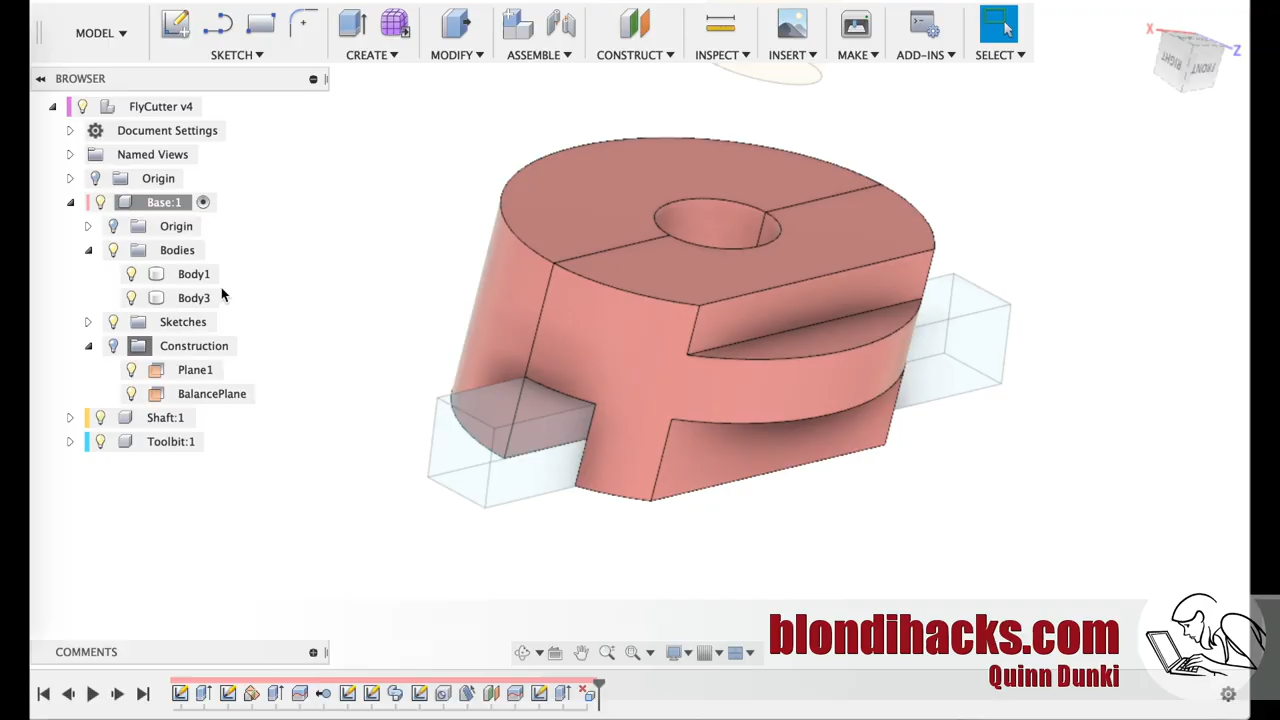 MODEL
SKETCH
CREATE
MODIFY
ASSEMBLE
CONSTRUCT
INSPECT
INSERT
MAKE
ADD-INS
SELECT
X
Z
RIGHT
FRONT
BROWSER
FlyCutter v4
Document Settings
Named Views
Origin
Base:1
Origin
Bodies
Body1
Body3
Sketches
Construction
Plane1
BalancePlane
Shaft:1
Toolbit:1
COMMENTS
blondihacks.com
Quinn Dunki